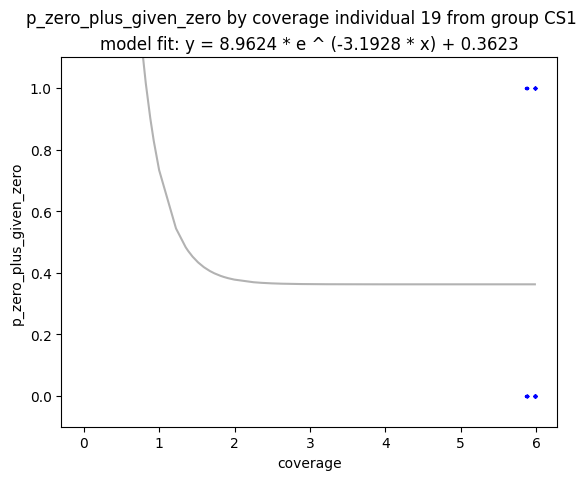 p_zero_plus_given_zero by coverage individual 19 from group CS1
model fit: y = 8.9624 * e ^ (-3.1928 * x) + 0.3623
1.0
0.8
0.6
0.4
0.2
0.0
p_zero_plus_given_zero
0 1 2 3 4 5 6
coverage